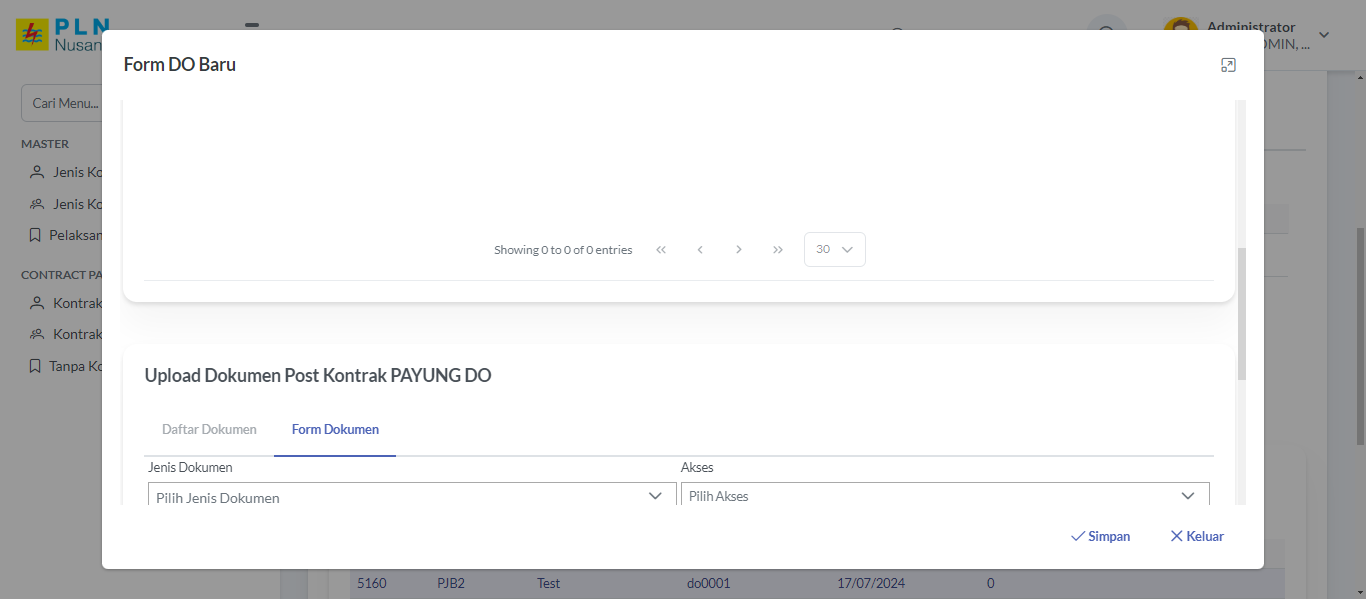 PLN
Nusan
Administrator
DMIN, ...
Form DO Baru
Cari Menu...
MASTER
Jenis Ko
Jenis Ko
Pelaksan
CONTRACT PA
Kontrak
Kontrak
Tanpa Ko
Showing 0 to 0 of 0 entries
30
Upload Dokumen Post Kontrak PAYUNG DO
Daftar Dokumen Form Dokumen
Jenis Dokumen Akses
Pilih Jenis Dokumen Pilih Akses
Simpan Keluar
5160 PJB2 Test do0001 17/07/2024 0